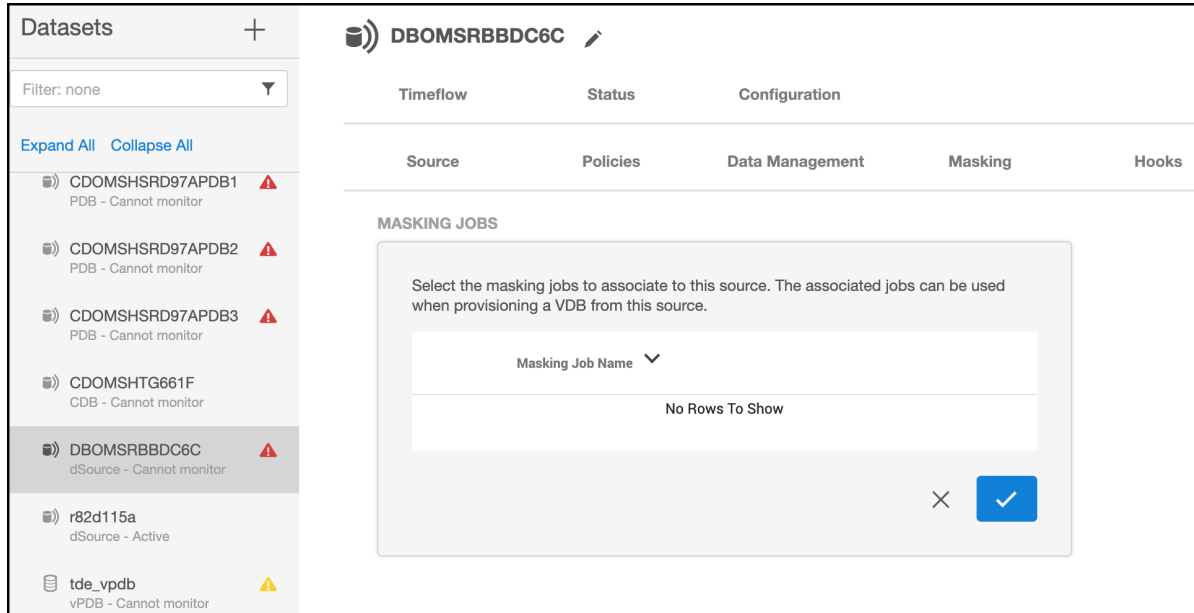 Datasets
Filter: none
Expand All Collapse All
CDOMSHSRD97APDB1
PDB - Cannot monitor
CDOMSHSRD97APDB2
PDB - Cannot monitor
CDOMSHSRD97APDB3
PDB - Cannot monitor
CDOMSHTG661F
CDB - Cannot monitor
DBOMSRBBDC6C
dSource - Cannot monitor
r82d115a
dSource - Active
tde_vpdb
vPDB - Cannot monitor
DBOMSRBBDC6C
Timeflow Status Configuration
Source Policies Data Management Masking Hooks
MASKING JOBS
Select the masking jobs to associate to this source. The associated jobs can be used
when provisioning a VDB from this source.
Masking Job Name
No Rows To Show